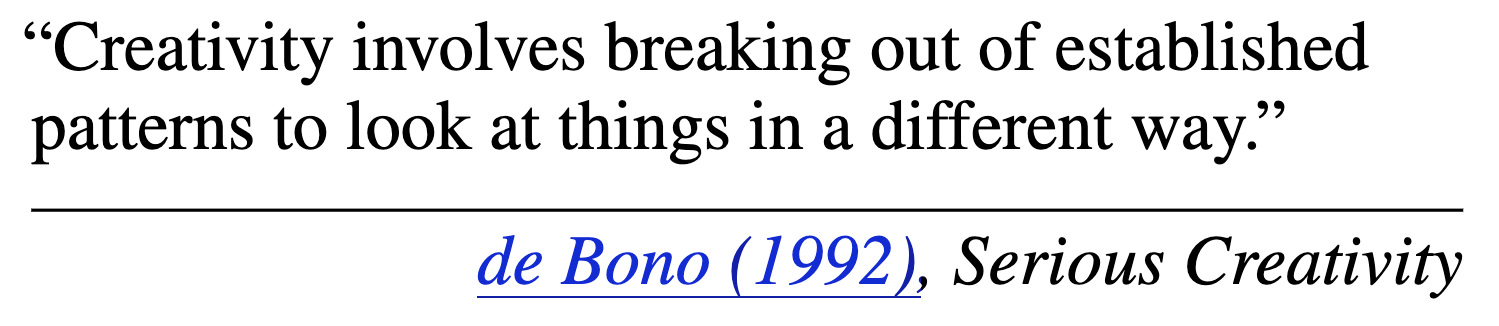 “Creativity involves breaking out of established
patterns to look at things in a different way.”
de Bono (1992), Serious Creativity